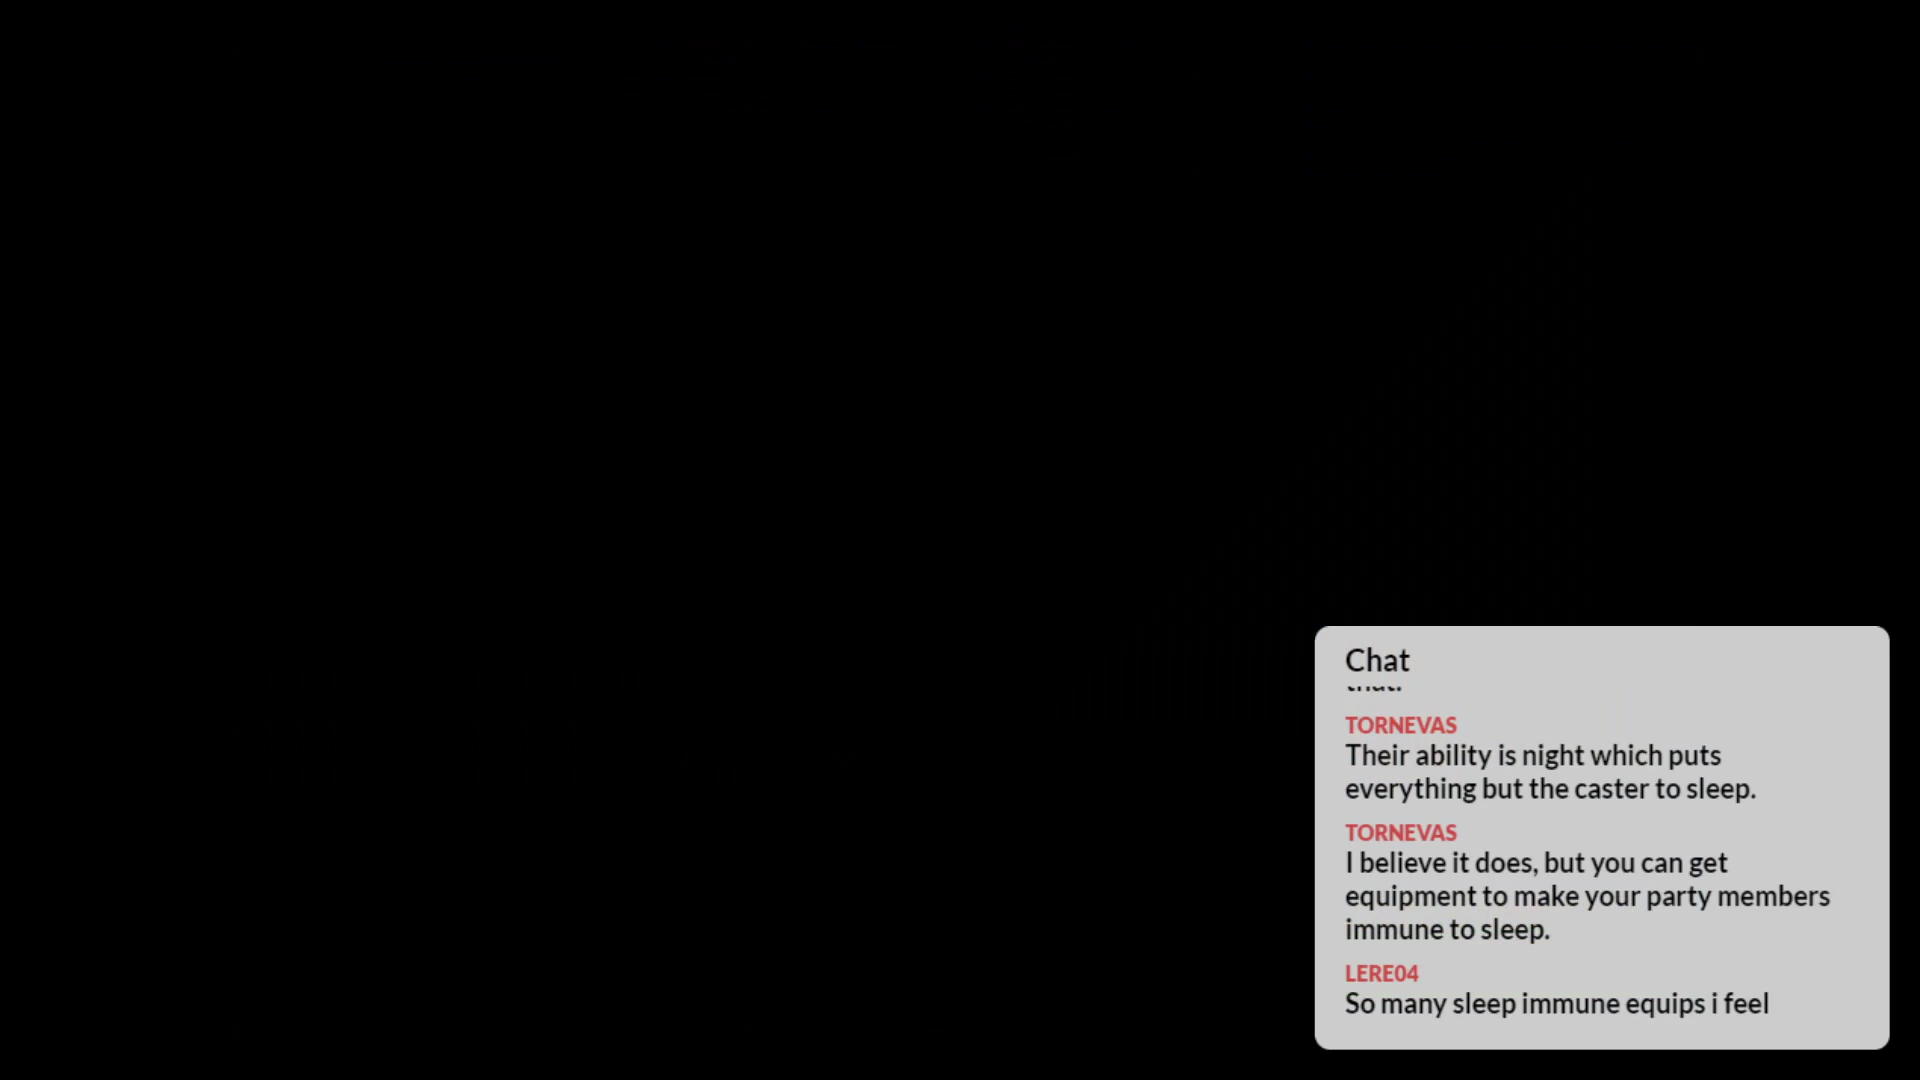 Chat
TORNEVAS
Their ability is night which puts
everything but the caster to sleep.
TORNEVAS
I believe it does, but you can get
equipment to make your party members
immune to sleep.
LERE04
So many sleep immune equips i feel